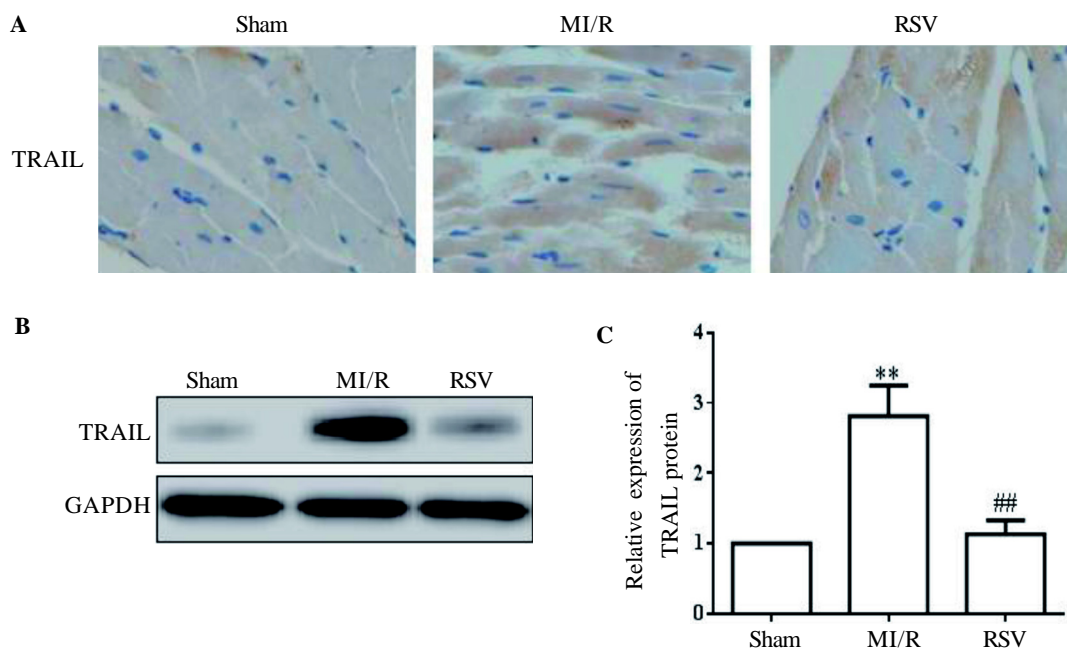 A
Sham
MI/R
RSV
TRAIL
B
Sham
MI/R
RSV
TRAIL
GAPDH
C
Relative expression of
TRAIL protein
4
3
2
1
0
**
##
Sham
MI/R
RSV